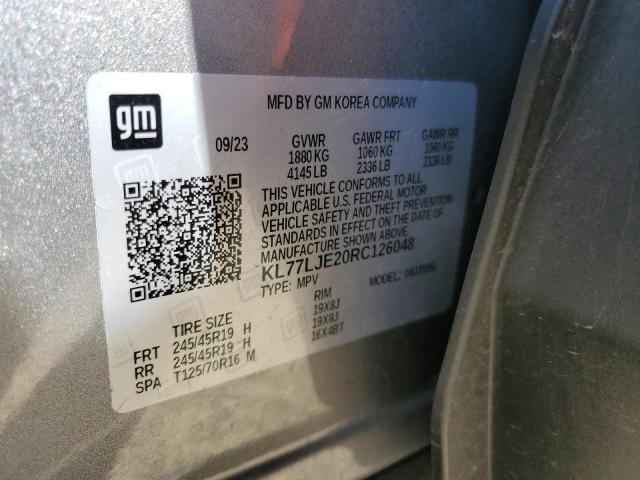 gm
MFD BY GM KOREA COMPANY
09/23 GVWR GAWR FRT GAWR RR
1880 KG 1060 KG 1060 KG
4145 LB 2336 LB 2336 LB
THIS VEHICLE CONFORMS TO ALL
APPLICABLE U.S. FEDERAL MOTOR
VEHICLE SAFETY AND THEFT PREVENTION
STANDARDS IN EFFECT ON THE DATE OF
MANUFACTURE SHOWN ABOVE.
KL77LJE20RC126048
TYPE: MPV MODEL:
TIRE SIZE RIM
FRT 245/45R19 H 19X8J
RR 245/45R19 H 19X8J
SPA T125/70R16 M 16X4BT